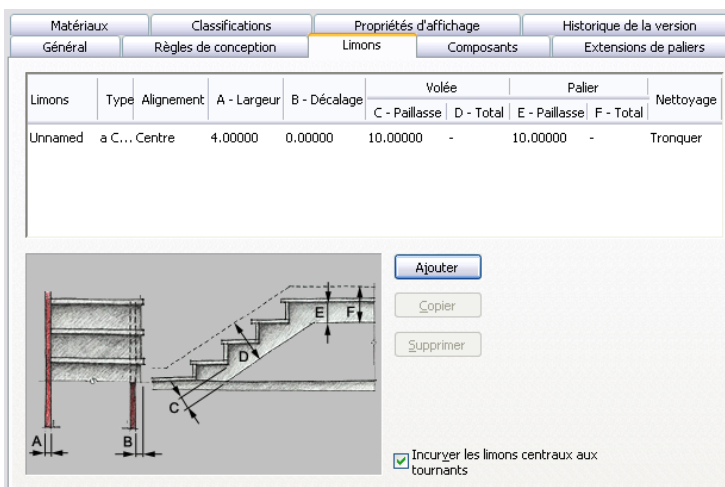 Matériaux Classifications Propriétés d'affichage Historique de la version
Général Règles de conception Limons Composants Extensions de paliers
Limons Type Alignement A - Largeur B - Décalage Volée Palier Nettoyage
C - Paillasse D - Total E - Paillasse F - Total
Unnamed a C... Centre 4.00000 0.00000 10.00000 - 10.00000 - Tronquer
Ajouter
Copier
Supprimer
E F
D
C
A B
Incurver les limons centraux aux
tournants